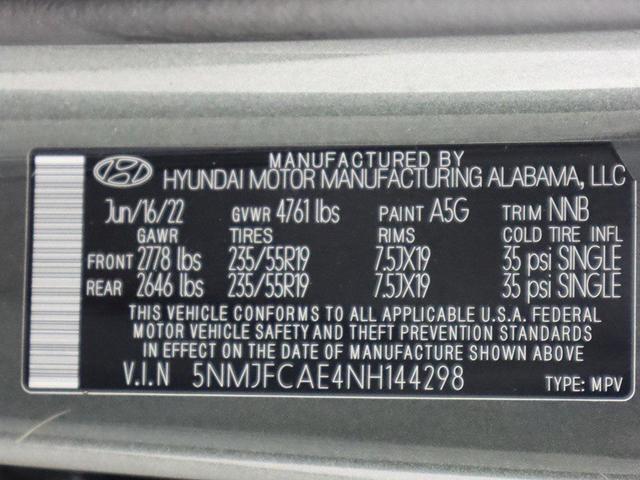 MANUFACTURED BY
HYUNDAI MOTOR MANUFACTURING ALABAMA, LLC
Jun/16/22 GVWR 4761 lbs PAINT A5G TRIM NNB
GAWR TIRES RIMS COLD TIRE INFL
FRONT 2778 lbs 235/55R19 7.5JX19 35 psi SINGLE
REAR 2646 lbs 235/55R19 7.5JX19 35 psi SINGLE
THIS VEHICLE CONFORMS TO ALL APPLICABLE U.S.A. FEDERAL
MOTOR VEHICLE SAFETY AND THEFT PREVENTION STANDARDS
IN EFFECT ON THE DATE OF MANUFACTURE SHOWN ABOVE
V.I.N 5NMJFCAE4NH144298 TYPE: MPV